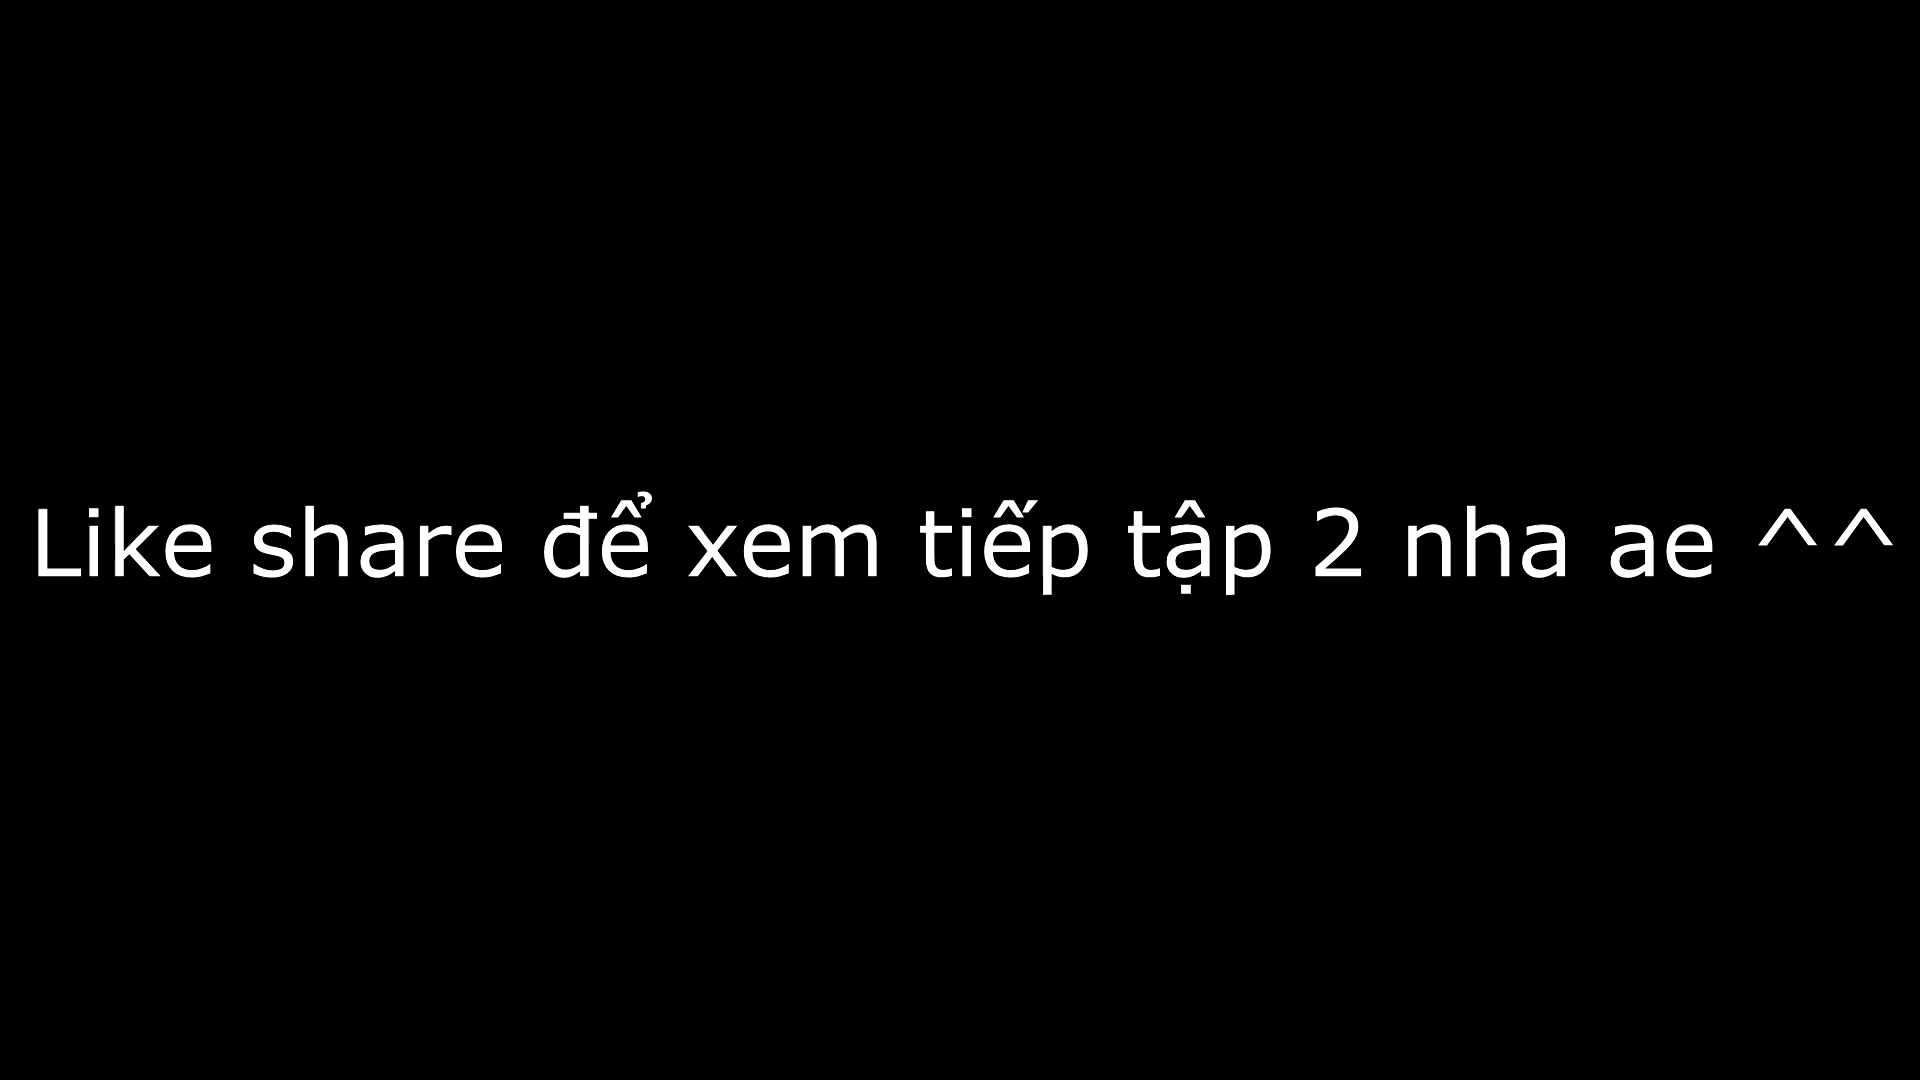 Like share để xem tiếp tập 2 nha ae ^^